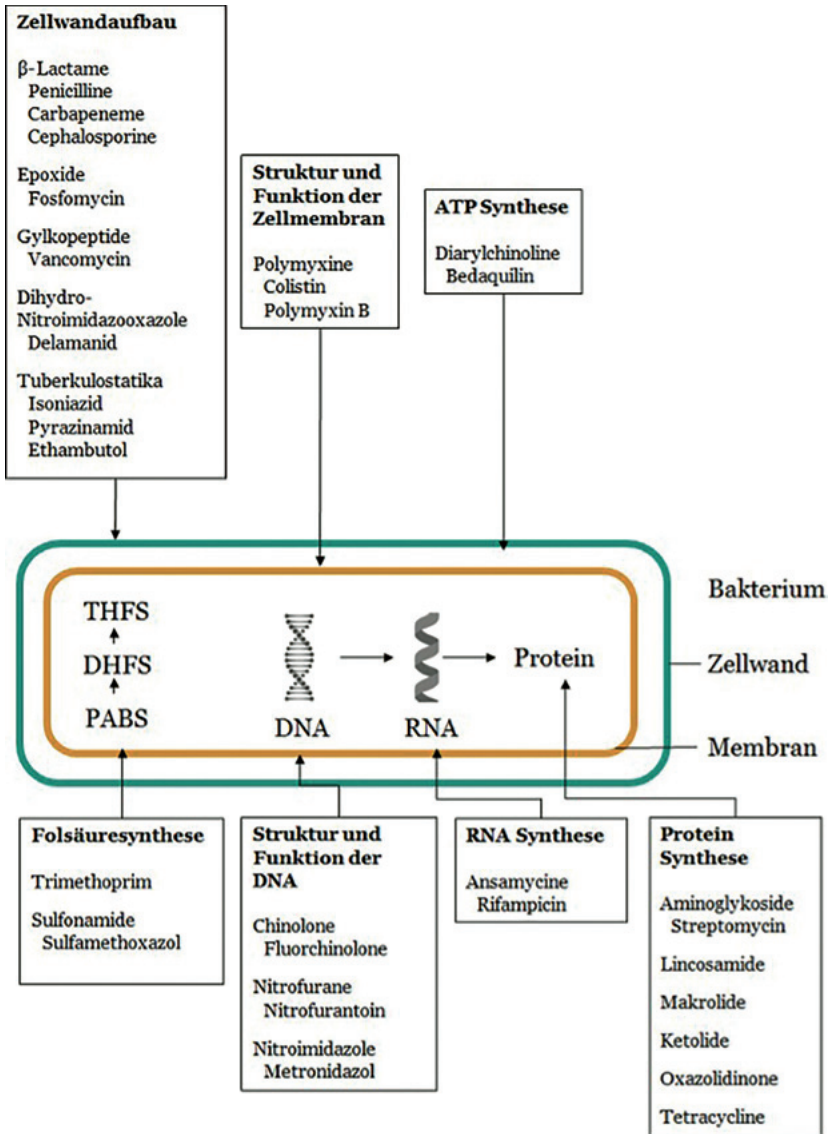 Zellwandaufbau
β-Lactame
Penicilline
Carbapeneme
Cephalosporine
Epoxide
Fosfomycin
Gylkopeptide
Vancomycin
Dihydro-
Nitroimidazooxazole
Delamanid
Tuberkulostatika
Isoniazid
Pyrazinamid
Ethambutol
Struktur und
Funktion der
Zellmembran
Polymyxine
Colistin
Polymyxin B
ATP Synthese
Diarylchinoline
Bedaquilin
THFS
DHFS
PABS
DNA
RNA
Protein
Bakterium
Zellwand
Membran
Folsäuresynthese
Trimethoprim
Sulfonamide
Sulfamethoxazol
Struktur und
Funktion der
DNA
Chinolone
Fluorchinolone
Nitrofurane
Nitrofurantoin
Nitroimidazole
Metronidazol
RNA Synthese
Ansamycine
Rifampicin
Protein
Synthese
Aminoglykoside
Streptomycin
Lincosamide
Makrolide
Ketolide
Oxazolidinone
Tetracycline